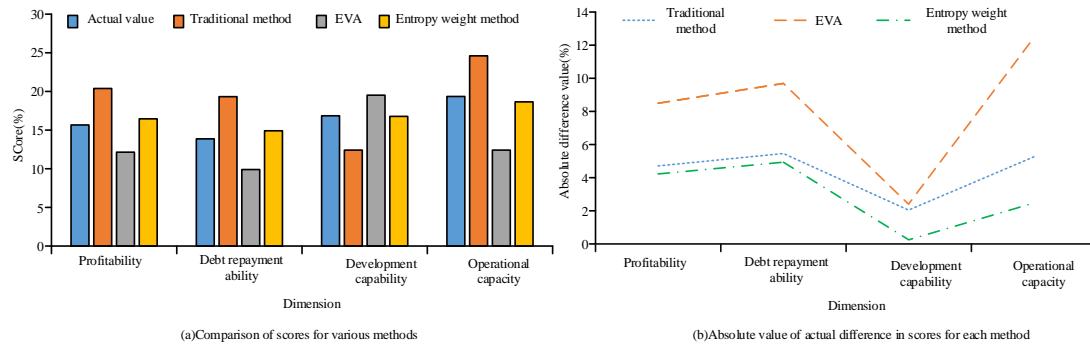 Actual value
Traditional method
EVA
Entropy weight method
SCore(%)
30
25
20
15
10
5
0
Profitability
Debt repayment
ability
Development
capability
Operational
capacity
Dimension
(a)Comparison of scores for various methods
Traditional
method
EVA
Entropy weight
method
Absolute difference value(%)
14
12
10
8
6
4
2
0
Profitability
Debt repayment
ability
Development
capability
Operational
capacity
Dimension
(b)Absolute value of actual difference in scores for each method